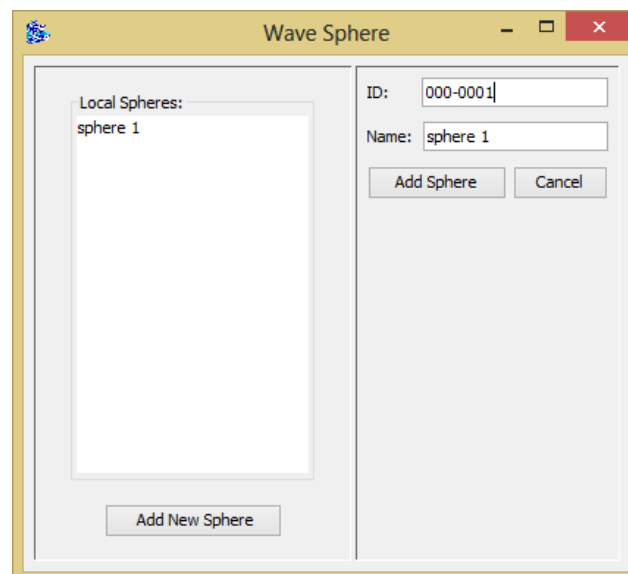 Wave Sphere
Local Spheres:
sphere 1
Add New Sphere
ID: 000-0001
Name: sphere 1
Add Sphere Cancel